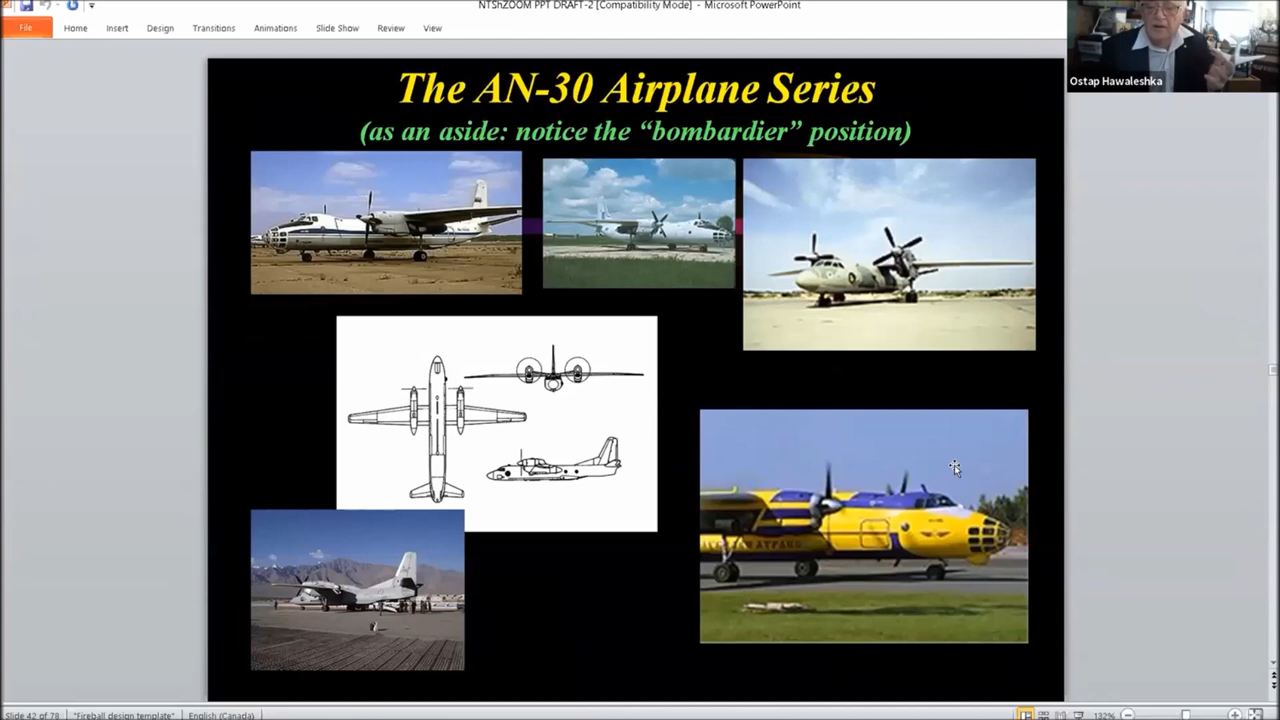 NTShZOOM PPT DRAFT-2 [Compatibility Mode] - Microsoft PowerPoint
File Home Insert Design Transitions Animations Slide Show Review View
Ostap Hawaleshka
The AN-30 Airplane Series
(as an aside: notice the “bombardier” position)
Slide 42 of 78 "Fireball design template" English (Canada) 132%